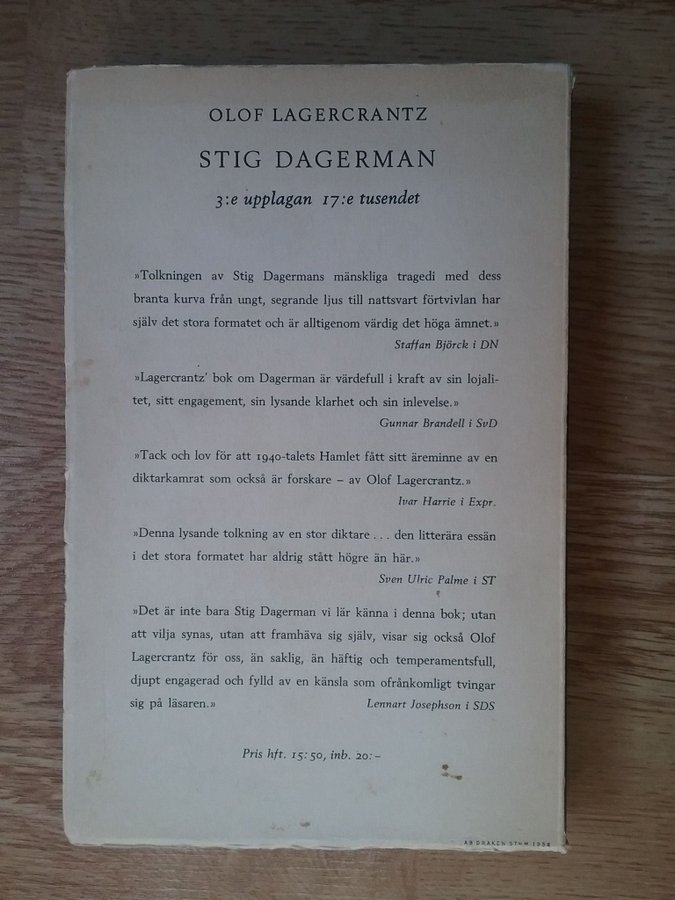 OLOF LAGERCRANTZ
STIG DAGERMAN
3:e upplagan 17:e tusendet
»Tolkningen av Stig Dagermans mänskliga tragedi med dess
branta kurva från ungt, segrande ljus till nattsvart förtvivlan har
själv det stora formatet och är alltigenom värdig det höga ämnet.»
Staffan Björck i DN
»Lagercrantz' bok om Dagerman är värdefull i kraft av sin lojali-
tet, sitt engagement, sin lysande klarhet och sin inlevelse.»
Gunnar Brandell i SvD
»Tack och lov för att 1940-talets Hamlet fått sitt äreminne av en
diktarkamrat som också är forskare – av Olof Lagercrantz.»
Ivar Harrie i Expr.
»Denna lysande tolkning av en stor diktare . . . den litterära essän
i det stora formatet har aldrig stått högre än här.»
Sven Ulric Palme i ST
»Det är inte bara Stig Dagerman vi lär känna i denna bok; utan
att vilja synas, utan att framhäva sig själv, visar sig också Olof
Lagercrantz för oss, än saklig, än häftig och temperamentsfull,
djupt engagerad och fylld av en känsla som ofrånkomligt tvingar
sig på läsaren.» Lennart Josephson i SDS
Pris hft. 15:50, inb. 20:–
AB DRAKEN STHM 1958